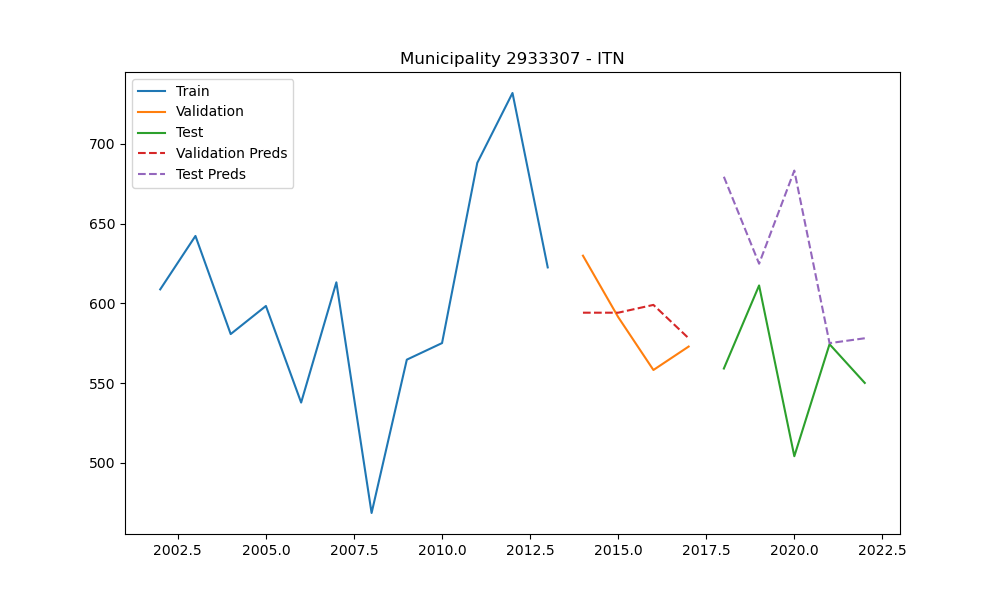 Municipality 2933307 - ITN
Train
Validation
Test
Validation Preds
Test Preds
700
650
600
550
500
2002.5 2005.0 2007.5 2010.0 2012.5 2015.0 2017.5 2020.0 2022.5